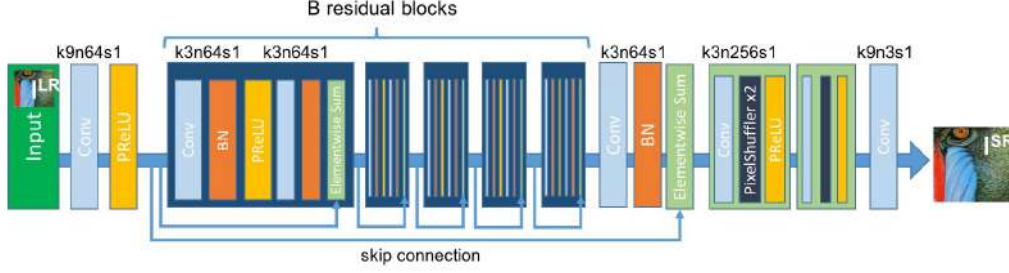 B residual blocks
k9n64s1
k3n64s1
k3n64s1
k3n64s1
k3n256s1
k9n3s1
Input
I LR
Conv
PReLU
Conv
BN
PReLU
Elementwise Sum
Conv
BN
Elementwise Sum
Conv
PixelShuffler x2
PReLU
Conv
I SR
skip connection